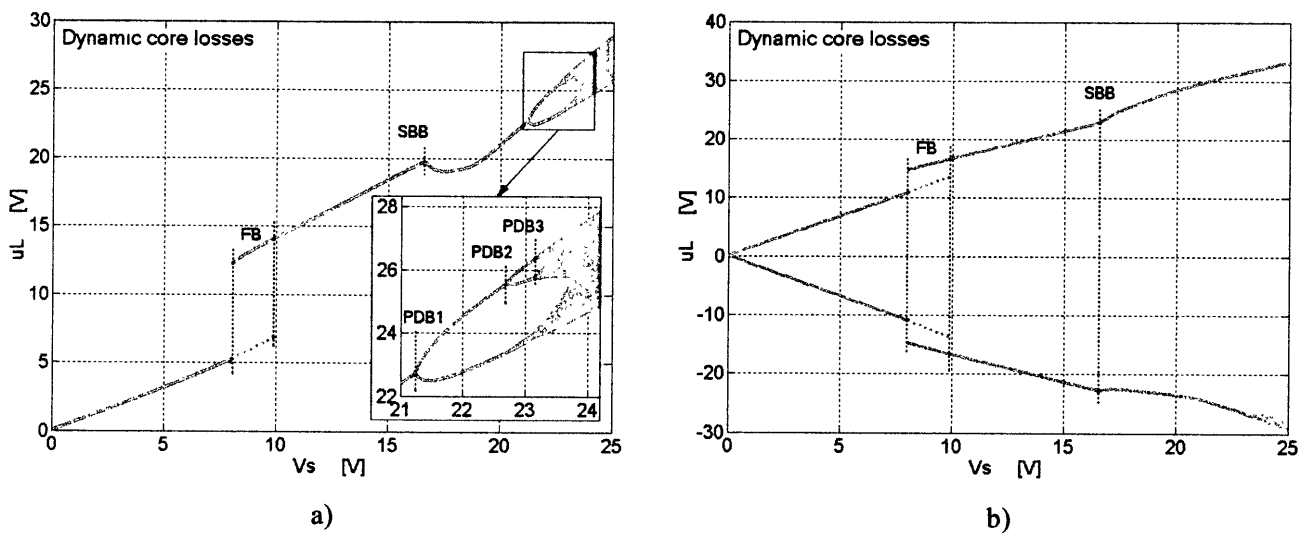 Dynamic core losses
30
25
20
15
10
5
0
uL [V]
FB
SBB
28
26
24
22
PDB1
PDB2
PDB3
21 22 23 24
0 5 10 15 20 25
Vs [V]
a)
Dynamic core losses
40
30
20
10
0
-10
-20
-30
uL [V]
FB
SBB
0 5 10 15 20 25
Vs [V]
b)